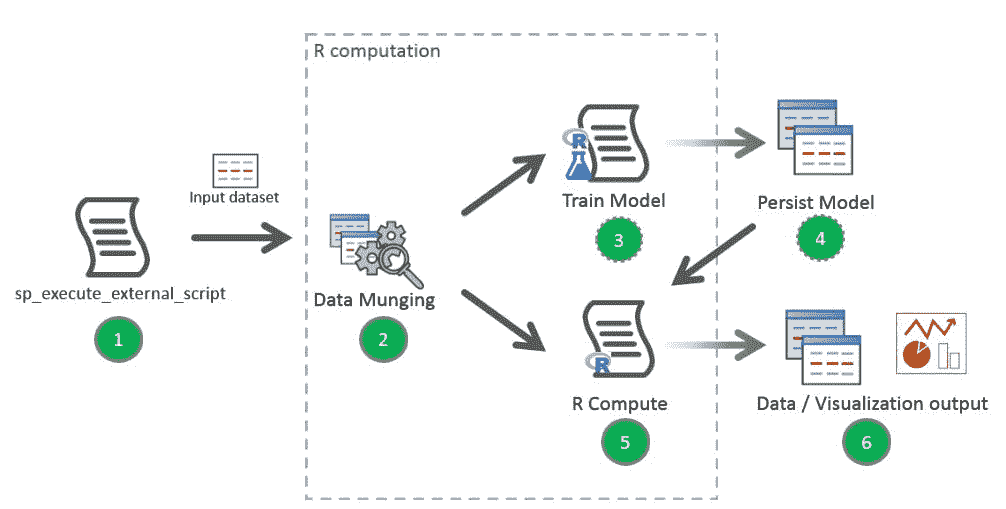 R computation
Input dataset
sp_execute_external_script
1
Data Munging
2
R
Train Model
3
Persist Model
4
R
R Compute
5
Data / Visualization output
6